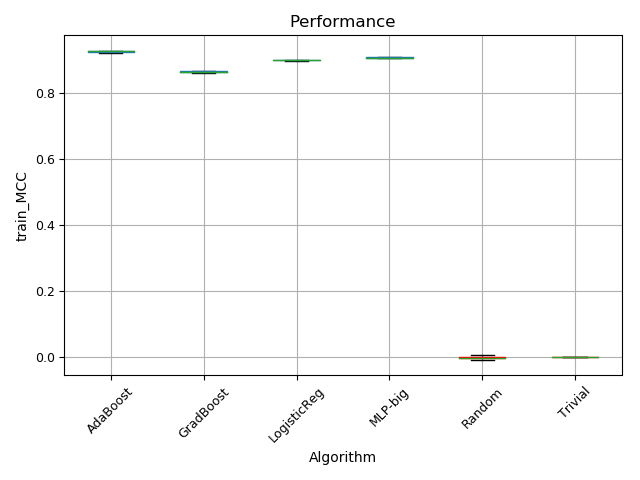 Performance
train_MCC
0.8
0.6
0.4
0.2
0.0
AdaBoost
GradBoost
LogisticReg
MLP-big
Random
Trivial
Algorithm